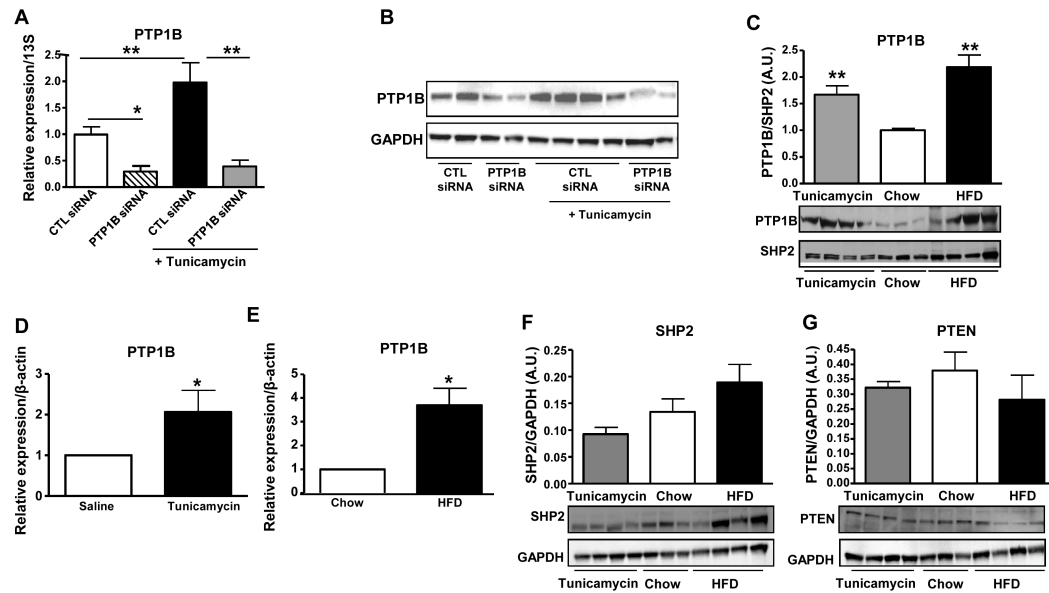 A
PTP1B
Relative expression/13S
2.5
2.0
1.5
1.0
0.5
0.0
**
**
*
CTL siRNA
PTP1B siRNA
CTL siRNA
PTP1B siRNA
+ Tunicamycin
B
PTP1B
GAPDH
CTL PTP1B CTL PTP1B
siRNA siRNA siRNA siRNA
+ Tunicamycin
C
PTP1B
PTP1B/SHP2 (A.U.)
2.5
2.0
1.5
1.0
0.5
0.0
**
**
Tunicamycin Chow HFD
PTP1B
SHP2
Tunicamycin Chow HFD
D
PTP1B
Relative expression/β-actin
3
2
1
0
*
Saline Tunicamycin
E
PTP1B
Relative expression/β-actin
5
4
3
2
1
0
*
Chow HFD
F
SHP2
SHP2/GAPDH (A.U.)
0.25
0.20
0.15
0.10
0.05
0.00
Tunicamycin Chow HFD
SHP2
GAPDH
Tunicamycin Chow HFD
G
PTEN
PTEN/GAPDH (A.U.)
0.45
0.40
0.35
0.30
0.25
0.20
0.15
0.10
0.05
0.00
Tunicamycin Chow HFD
PTEN
GAPDH
Tunicamycin Chow HFD